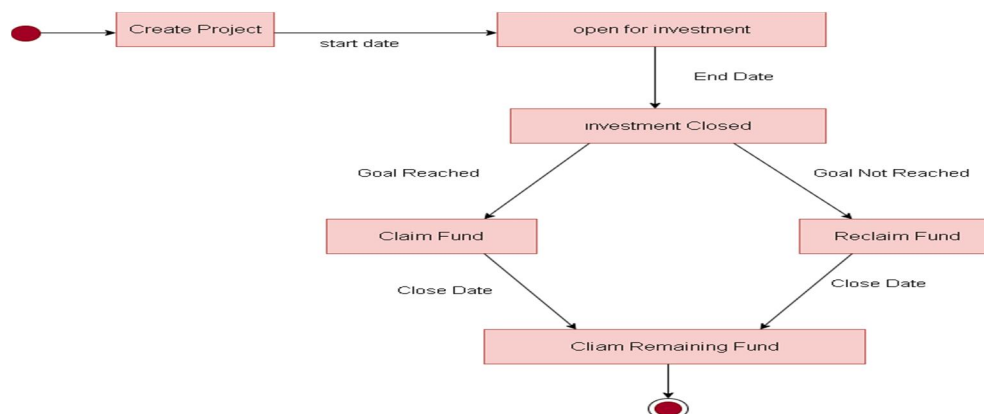 Create Project
start date
open for investment
End Date
investment Closed
Goal Reached
Goal Not Reached
Claim Fund
Reclaim Fund
Close Date
Close Date
Cliam Remaining Fund